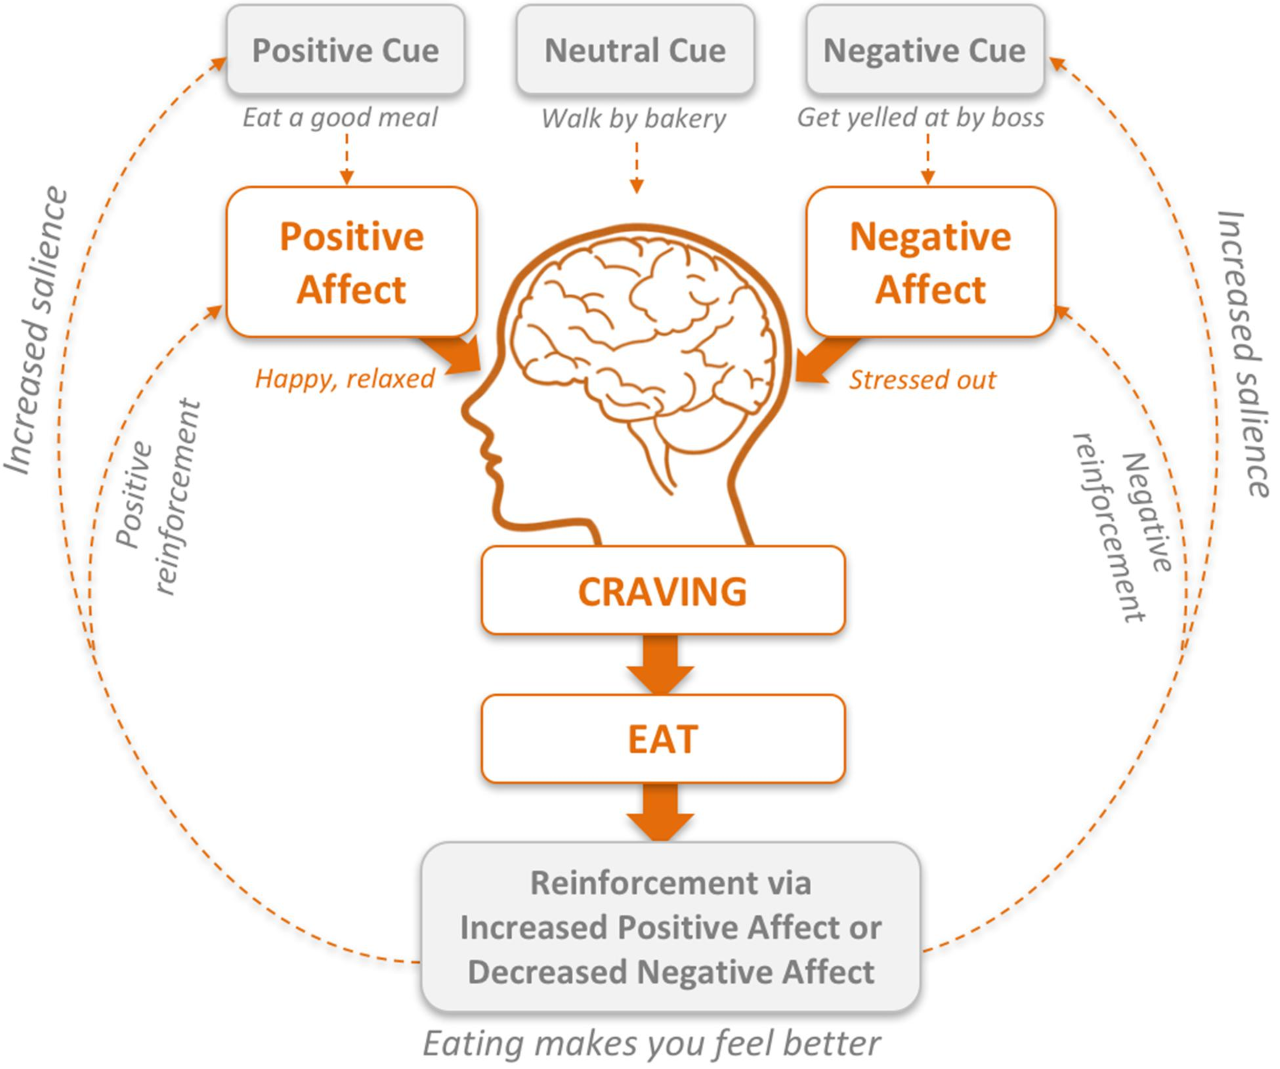 Positive Cue
Neutral Cue
Negative Cue
Eat a good meal
Walk by bakery
Get yelled at by boss
Positive
Affect
Negative
Affect
Happy, relaxed
Stressed out
Increased salience
Positive
reinforcement
Negative
reinforcement
Increased salience
CRAVING
EAT
Reinforcement via
Increased Positive Affect or
Decreased Negative Affect
Eating makes you feel better